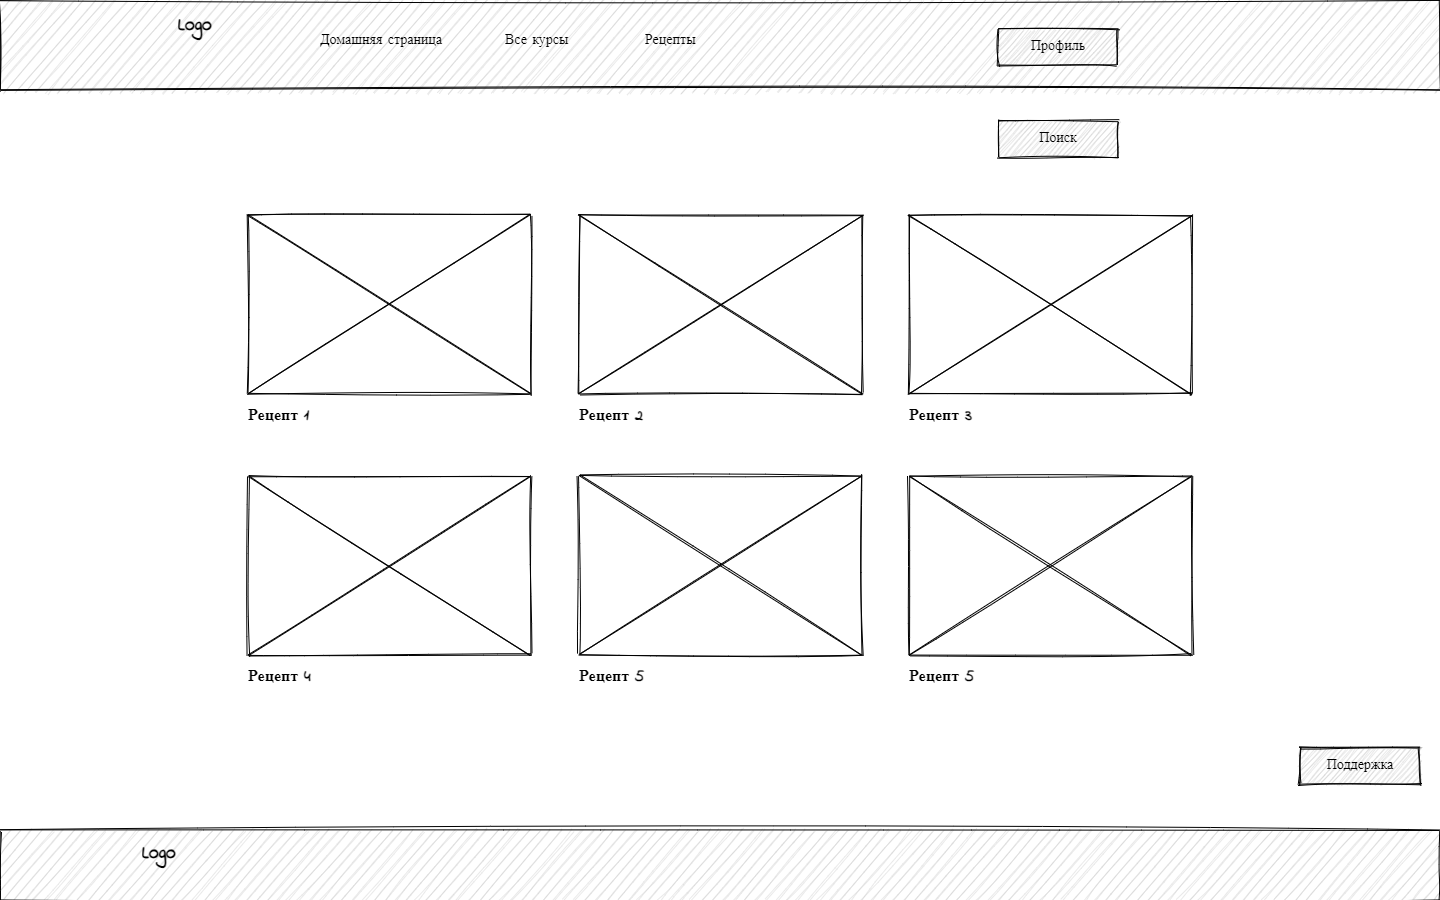 Logo
Домашняя страница Все курсы Рецепты Профиль
Поиск
Рецепт 1 Рецепт 2 Рецепт 3
Рецепт 4 Рецепт 5 Рецепт 5
Поддержка
Logo